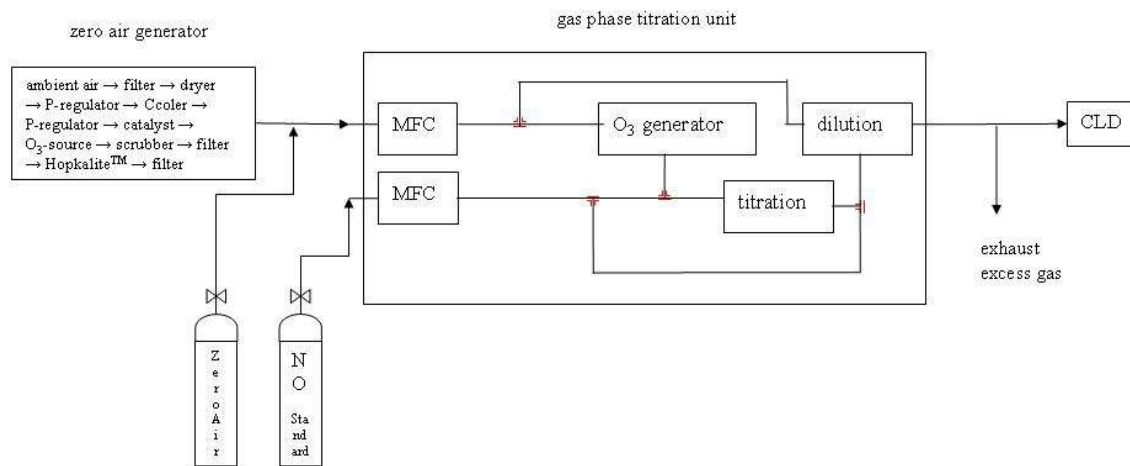 gas phase titration unit
zero air generator
ambient air → filter → dryer
→ P-regulator → Ccoler →
P-regulator → catalyst →
O₃-source → scrubber → filter
→ Hopkalite™ → filter
MFC
O₃ generator
dilution
CLD
MFC
titration
exhaust
excess gas
Z
e
r
o
A
i
r
N
O
Sta
nd
ard